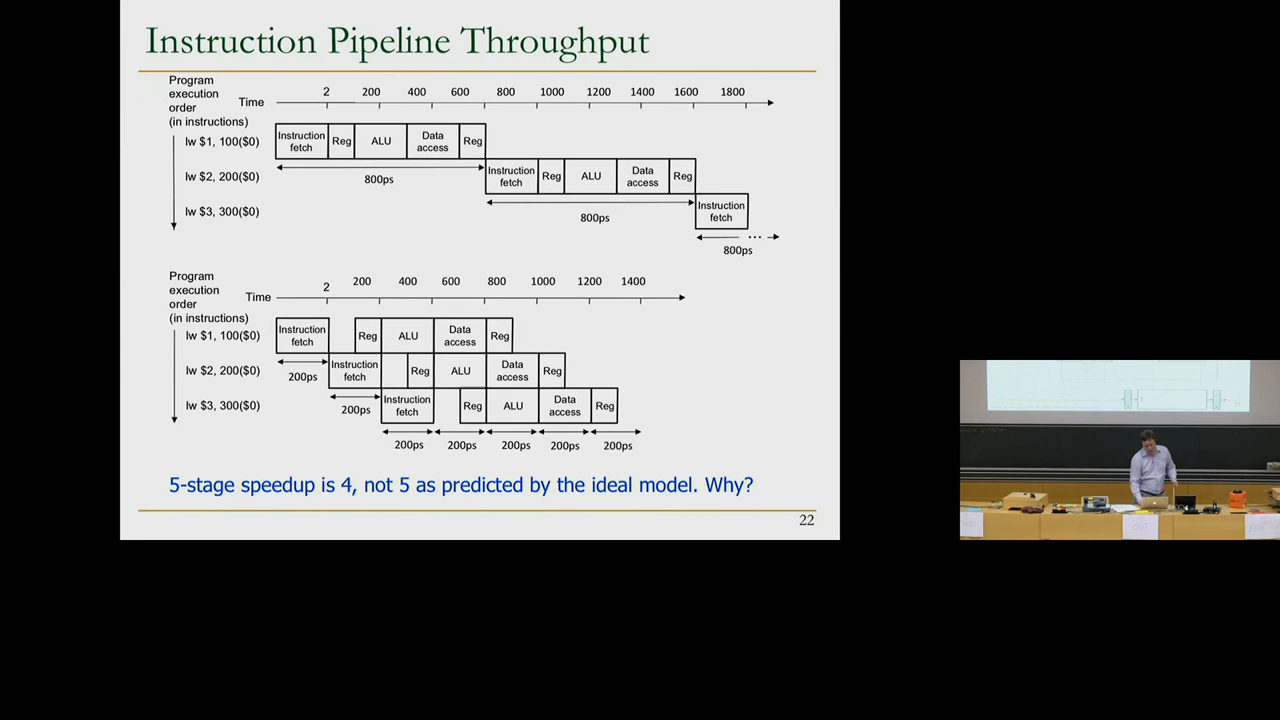 Instruction Pipeline Throughput
Program
execution
order
(in instructions)
Time
2 200 400 600 800 1000 1200 1400 1600 1800
lw $1, 100($0)
Instruction
fetch
Reg
ALU
Data
access
Reg
800ps
lw $2, 200($0)
Instruction
fetch
Reg
ALU
Data
access
Reg
800ps
lw $3, 300($0)
Instruction
fetch
...
800ps
Program
execution
order
(in instructions)
Time
2 200 400 600 800 1000 1200 1400
lw $1, 100($0)
Instruction
fetch
Reg
ALU
Data
access
Reg
200ps
lw $2, 200($0)
Instruction
fetch
Reg
ALU
Data
access
Reg
200ps
lw $3, 300($0)
Instruction
fetch
Reg
ALU
Data
access
Reg
200ps 200ps 200ps 200ps 200ps
5-stage speedup is 4, not 5 as predicted by the ideal model. Why?
22